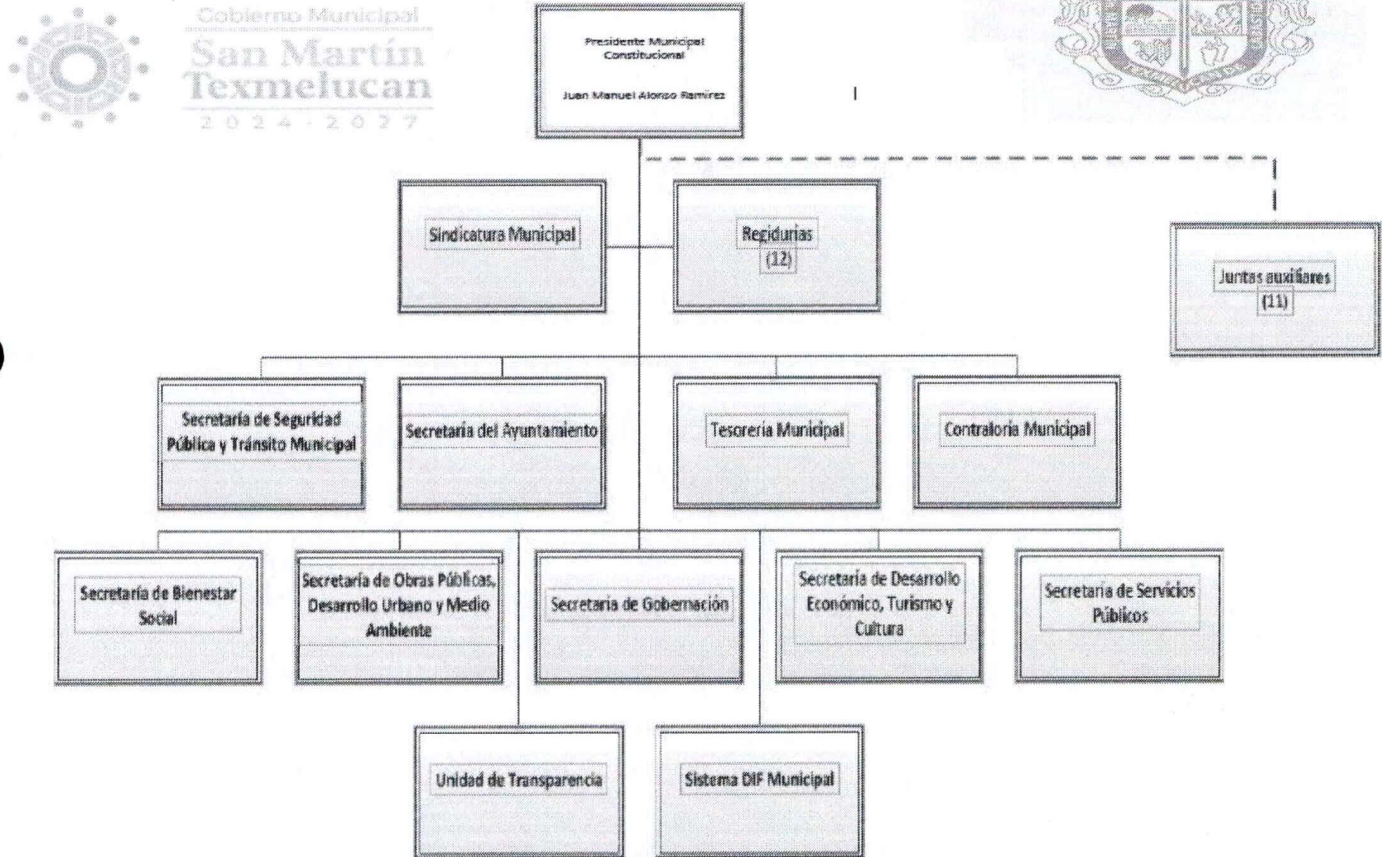 Gobierno Municipal
San Martín
Texmelucan
2024-2027
Presidente Municipal
Constitucional
Juan Manuel Alonso Ramírez
Sindicatura Municipal
Regidurias
(12)
Juntas auxiliares
(11)
Secretaría de Seguridad
Pública y Tránsito Municipal
Secretaria del Ayuntamiento
Tesorería Municipal
Contraloría Municipal
Secretaría de Bienestar
Social
Secretaría de Obras Públicas,
Desarrollo Urbano y Medio
Ambiente
Secretaria de Gobernación
Secretaría de Desarrollo
Económico, Turismo y
Cultura
Secretaría de Servicios
Públicos
Unidad de Transparencia
Sistema DIF Municipal